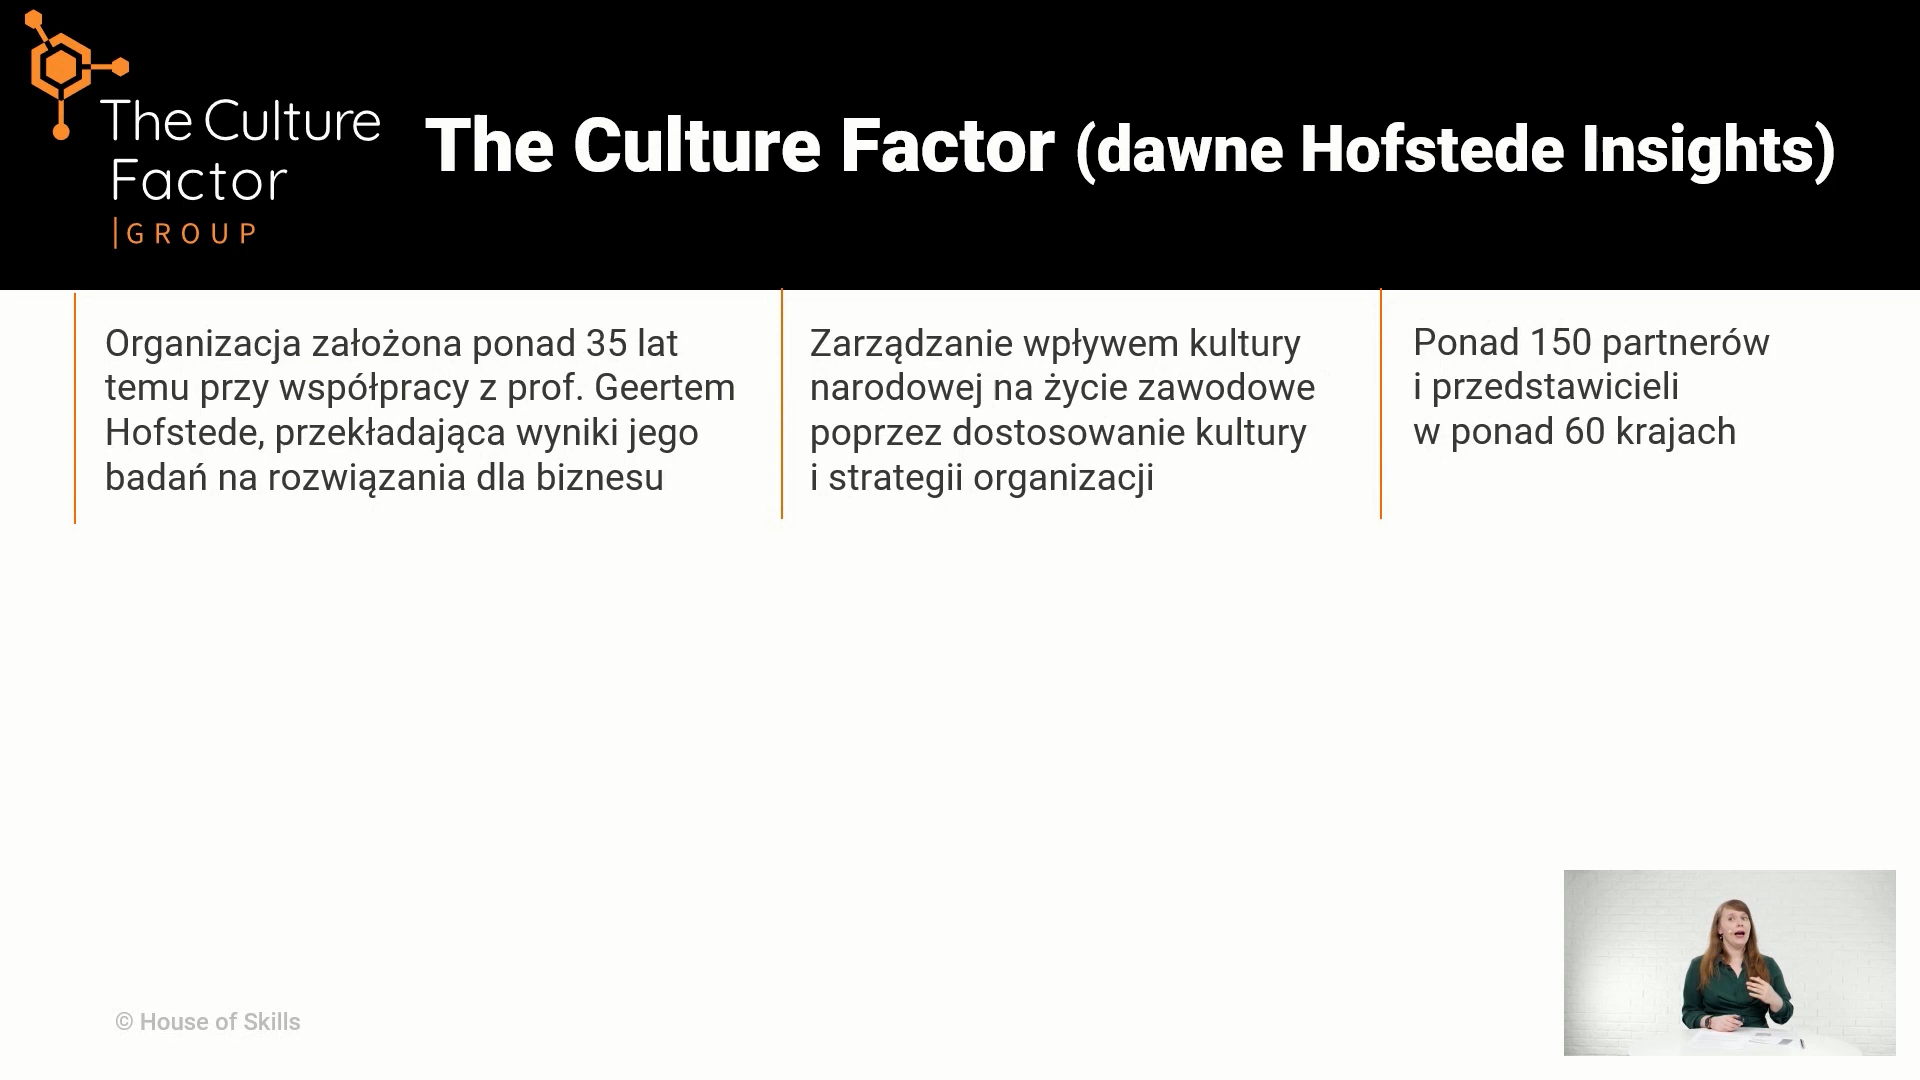 The Culture
Factor
|GROUP
The Culture Factor (dawne Hofstede Insights)
Organizacja założona ponad 35 lat
temu przy współpracy z prof. Geertem
Hofstede, przekładająca wyniki jego
badań na rozwiązania dla biznesu
Zarządzanie wpływem kultury
narodowej na życie zawodowe
poprzez dostosowanie kultury
i strategii organizacji
Ponad 150 partnerów
i przedstawicieli
w ponad 60 krajach
© House of Skills